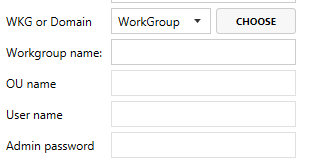 WKG or Domain WorkGroup CHOOSE
Workgroup name:
OU name
User name
Admin password